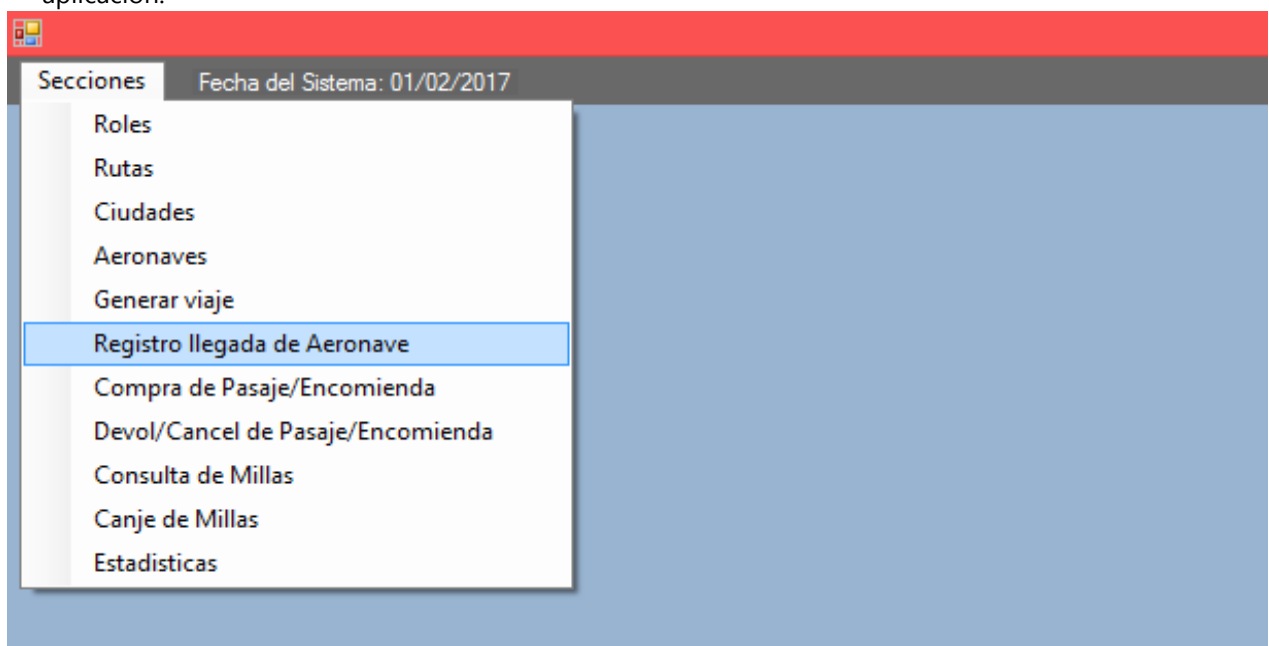 aplicación.
Secciones Fecha del Sistema: 01/02/2017
Roles
Rutas
Ciudades
Aeronaves
Generar viaje
Registro llegada de Aeronave
Compra de Pasaje/Encomienda
Devol/Cancel de Pasaje/Encomienda
Consulta de Millas
Canje de Millas
Estadisticas